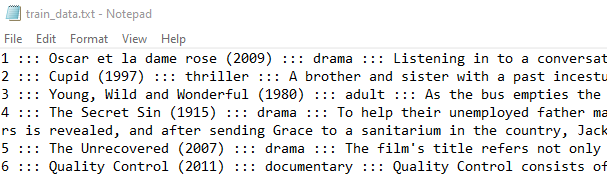 train_data.txt - Notepad
File Edit Format View Help
1 ::: Oscar et la dame rose (2009) ::: drama ::: Listening in to a conversat
2 ::: Cupid (1997) ::: thriller ::: A brother and sister with a past incestu
3 ::: Young, Wild and Wonderful (1980) ::: adult ::: As the bus empties the
4 ::: The Secret Sin (1915) ::: drama ::: To help their unemployed father ma
rs is revealed, and after sending Grace to a sanitarium in the country, Jack
5 ::: The Unrecovered (2007) ::: drama ::: The film's title refers not only
6 ::: Quality Control (2011) ::: documentary ::: Quality Control consists of